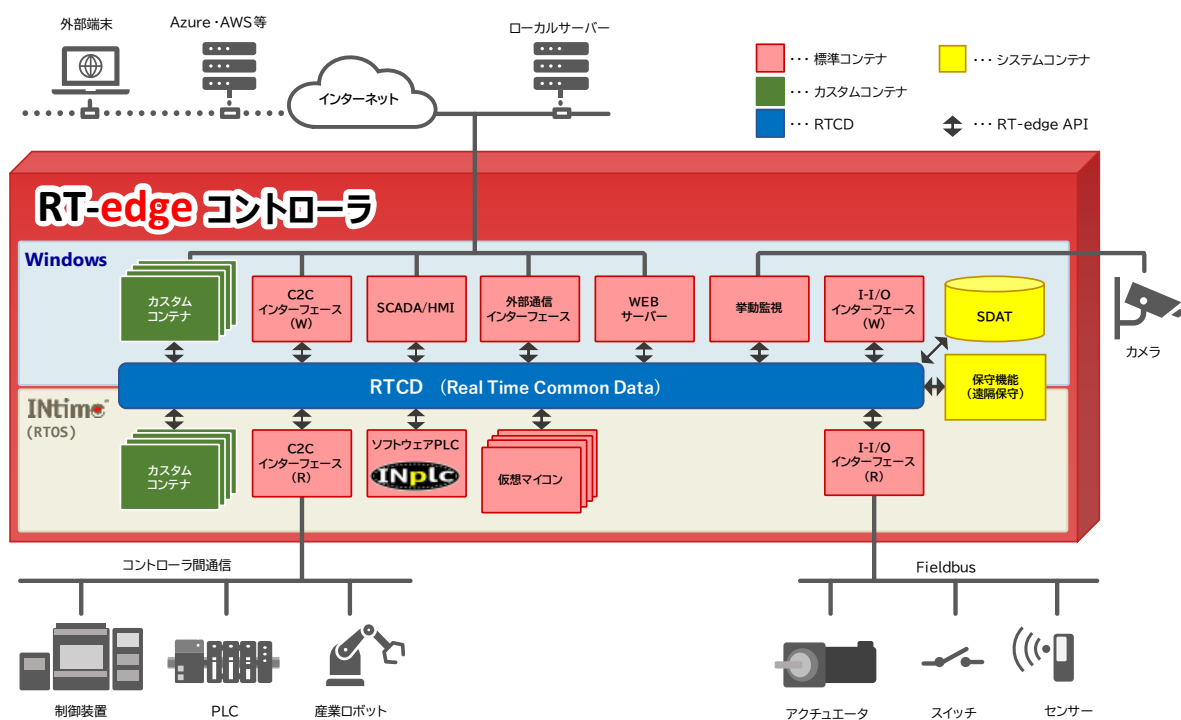 外部端末
Azure・AWS等
ローカルサーバー
インターネット
・・・標準コンテナ
・・・システムコンテナ
・・・カスタムコンテナ
・・・RTCD
・・・RT-edge API
RT-edge コントローラ
Windows
カスタム
コンテナ
C2C
インターフェース
(W)
SCADA/HMI
外部通信
インターフェース
WEB
サーバー
挙動監視
I-I/O
インターフェース
(W)
SDAT
カメラ
RTCD (Real Time Common Data)
保守機能
(遠隔保守)
INtime
(RTOS)
カスタム
コンテナ
C2C
インターフェース
(R)
ソフトウェアPLC
INplc
仮想マイコン
I-I/O
インターフェース
(R)
コントローラ間通信
Fieldbus
制御装置
PLC
産業ロボット
アクチュエータ
スイッチ
センサー